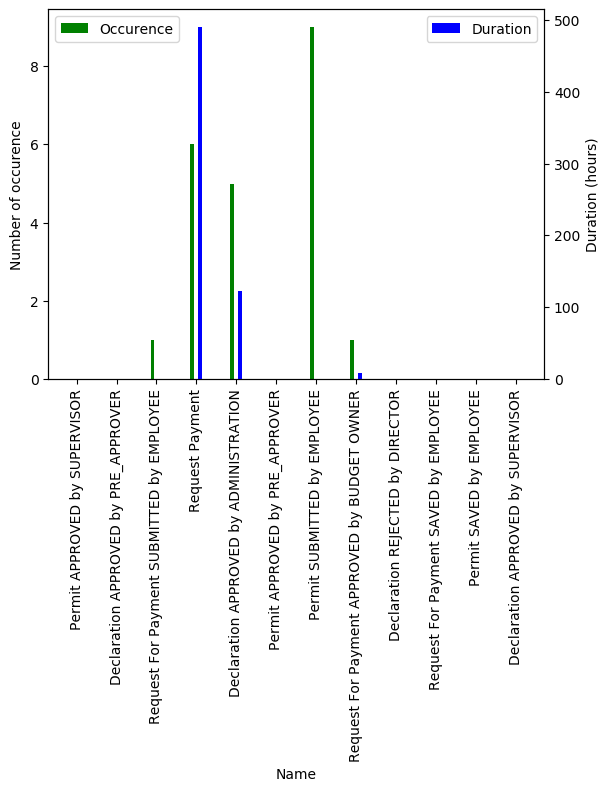 Occurence
Duration
Number of occurence
0
2
4
6
8
Duration (hours)
0
100
200
300
400
500
Permit APPROVED by SUPERVISOR
Declaration APPROVED by PRE_APPROVER
Request For Payment SUBMITTED by EMPLOYEE
Request Payment
Declaration APPROVED by ADMINISTRATION
Permit APPROVED by PRE_APPROVER
Permit SUBMITTED by EMPLOYEE
Request For Payment APPROVED by BUDGET OWNER
Declaration REJECTED by DIRECTOR
Request For Payment SAVED by EMPLOYEE
Permit SAVED by EMPLOYEE
Declaration APPROVED by SUPERVISOR
Name